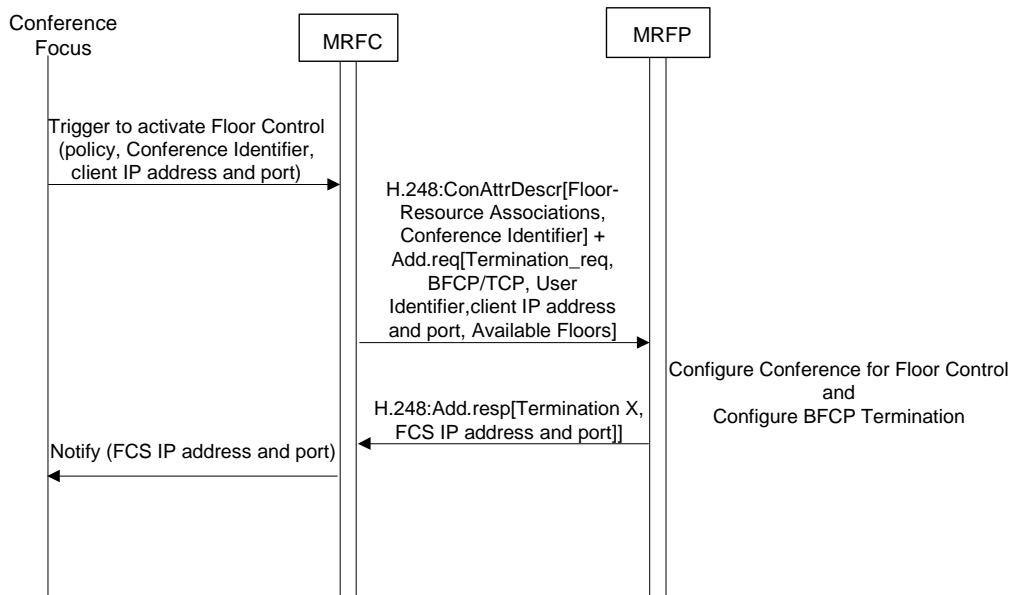 Conference
Focus
MRFC
MRFP
Trigger to activate Floor Control
(policy, Conference Identifier,
client IP address and port)
H.248:ConAttrDescr[Floor-
Resource Associations,
Conference Identifier] +
Add.req[Termination_req,
BFCP/TCP, User
Identifier,client IP address
and port, Available Floors]
Configure Conference for Floor Control
and
Configure BFCP Termination
H.248:Add.resp[Termination X,
FCS IP address and port]]
Notify (FCS IP address and port)